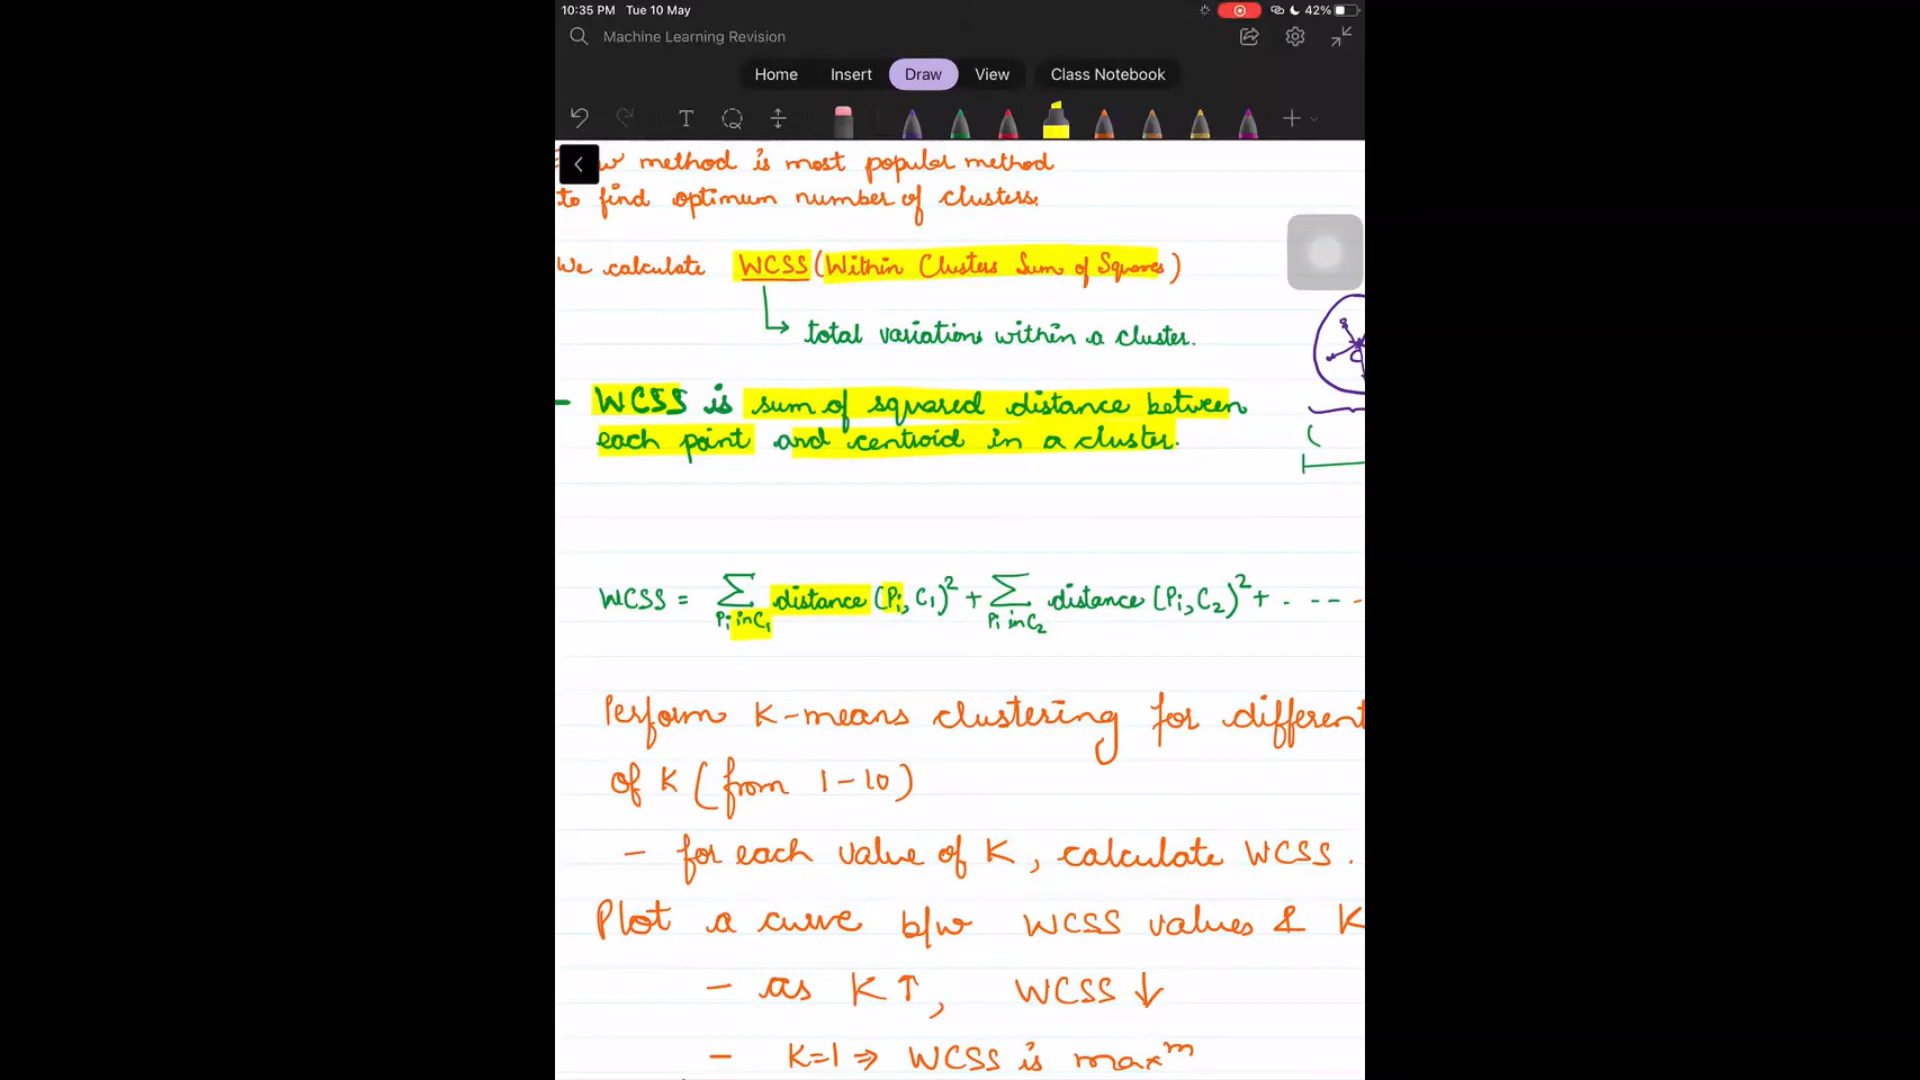 10:35 PM Tue 10 May
42%
Machine Learning Revision
Home Insert Draw View Class Notebook
T
w method is most popular method
to find optimum number of clusters.
We calculate WCSS (Within Clusters Sum of Squares)
total variations within a cluster.
- WCSS is sum of squared distance between
each point and centroid in a cluster.
WCSS = ∑ distance (Pi, C1)² + ∑ distance (Pi, C2)² + . - - - -
Pi in C1 Pi in C2
Perform K-means clustering for different
of K (from 1-10)
- for each value of K, calculate WCSS.
Plot a curve b/w WCSS values & K
- as K ↑, WCSS ↓
- K=1 ⇒ WCSS is max^m